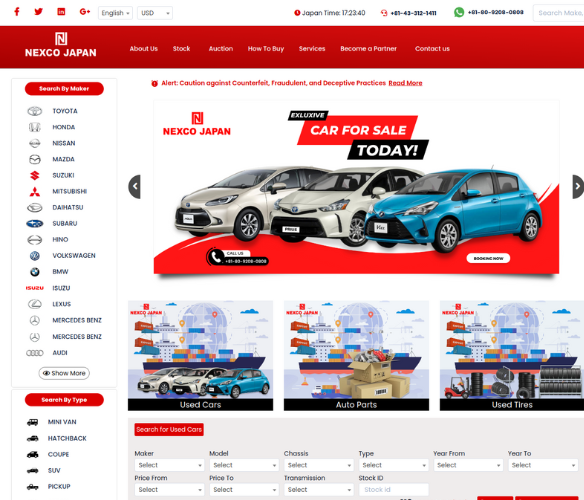 English
USD
Japan Time: 17:23:40
+81-43-312-1411
+81-80-9209-0809
Search Make,
NEXCO JAPAN
About Us
Stock
Auction
How To Buy
Services
Become a Partner
Contact us
Search By Maker
TOYOTA
HONDA
NISSAN
MAZDA
SUZUKI
MITSUBISHI
DAIHATSU
SUBARU
HINO
VOLKSWAGEN
BMW
ISUZU ISUZU
LEXUS
MERCEDES BENZ
MERCEDES BENZ
AUDI
Show More
Search By Type
MINI VAN
HATCHBACK
COUPE
SUV
PICKUP
Alert: Caution against Counterfeit, Fraudulent, and Deceptive Practices Read More
NEXCO JAPAN
EXLUXIVE
CAR FOR SALE
TODAY!
CALL US
+81-80-9209-0809
BOOKING NOW
NEXCO JAPAN
Used Cars
NEXCO JAPAN
Auto Parts
NEXCO JAPAN
Used Tires
Search for Used Cars
Maker Model Chassis Type Year From Year To
Select Select Select Select Select Select
Price From Price To Transmission Stock ID
Select Select Select Stock id